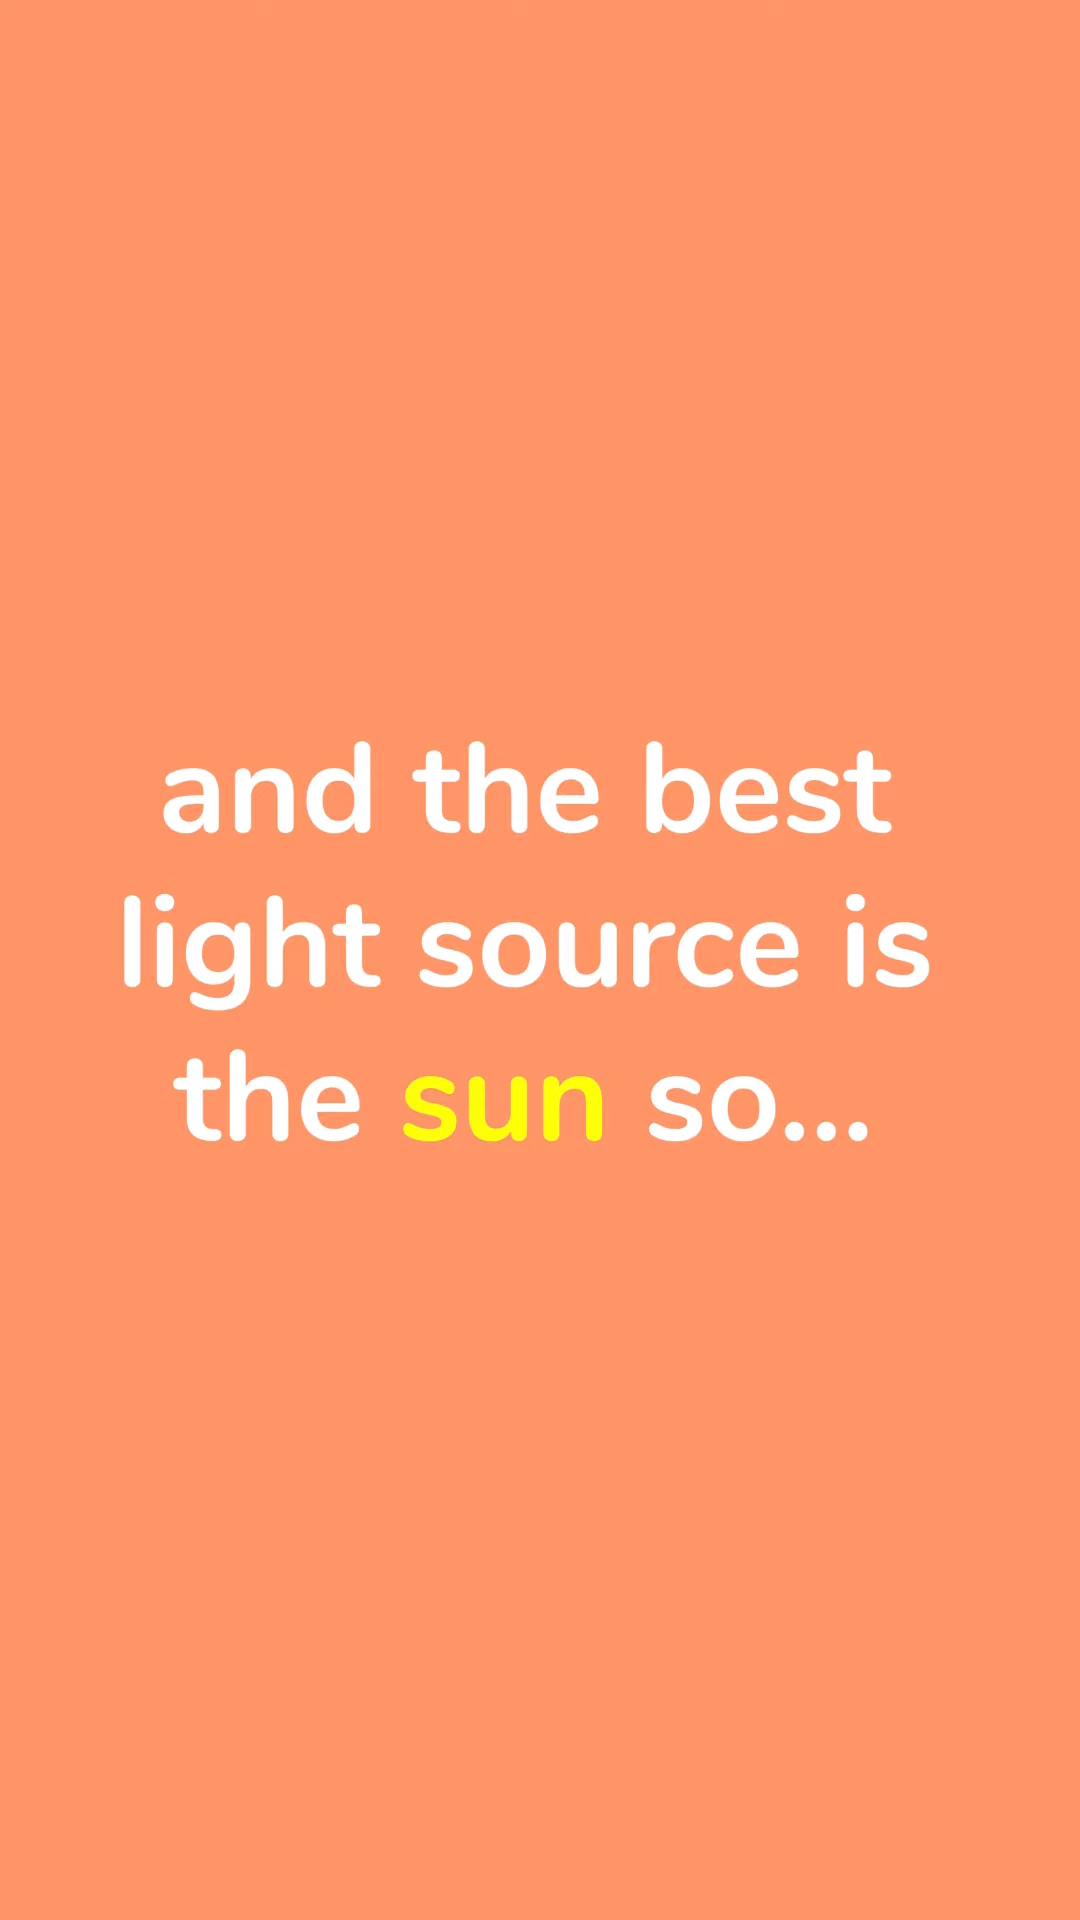 and the best
light source is
the sun so...